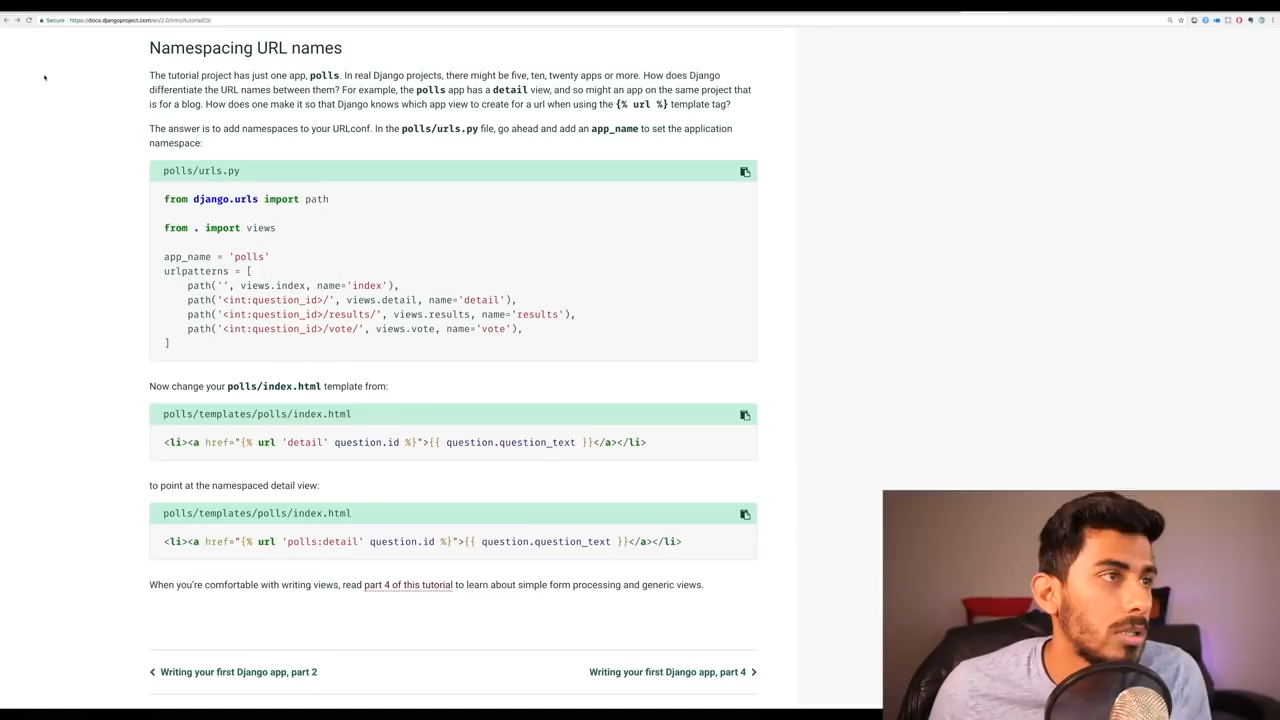 Secure https://docs.djangoproject.com/en/2.0/intro/tutorial03/
Namespacing URL names
The tutorial project has just one app, polls. In real Django projects, there might be five, ten, twenty apps or more. How does Django
differentiate the URL names between them? For example, the polls app has a detail view, and so might an app on the same project that
is for a blog. How does one make it so that Django knows which app view to create for a url when using the {% url %} template tag?
The answer is to add namespaces to your URLconf. In the polls/urls.py file, go ahead and add an app_name to set the application
namespace:
polls/urls.py
from django.urls import path
from . import views
app_name = 'polls'
urlpatterns = [
path('', views.index, name='index'),
path('<int:question_id>/', views.detail, name='detail'),
path('<int:question_id>/results/', views.results, name='results'),
path('<int:question_id>/vote/', views.vote, name='vote'),
]
Now change your polls/index.html template from:
polls/templates/polls/index.html
<li><a href="{% url 'detail' question.id %}">{{ question.question_text }}</a></li>
to point at the namespaced detail view:
polls/templates/polls/index.html
<li><a href="{% url 'polls:detail' question.id %}">{{ question.question_text }}</a></li>
When you're comfortable with writing views, read part 4 of this tutorial to learn about simple form processing and generic views.
Writing your first Django app, part 2
Writing your first Django app, part 4